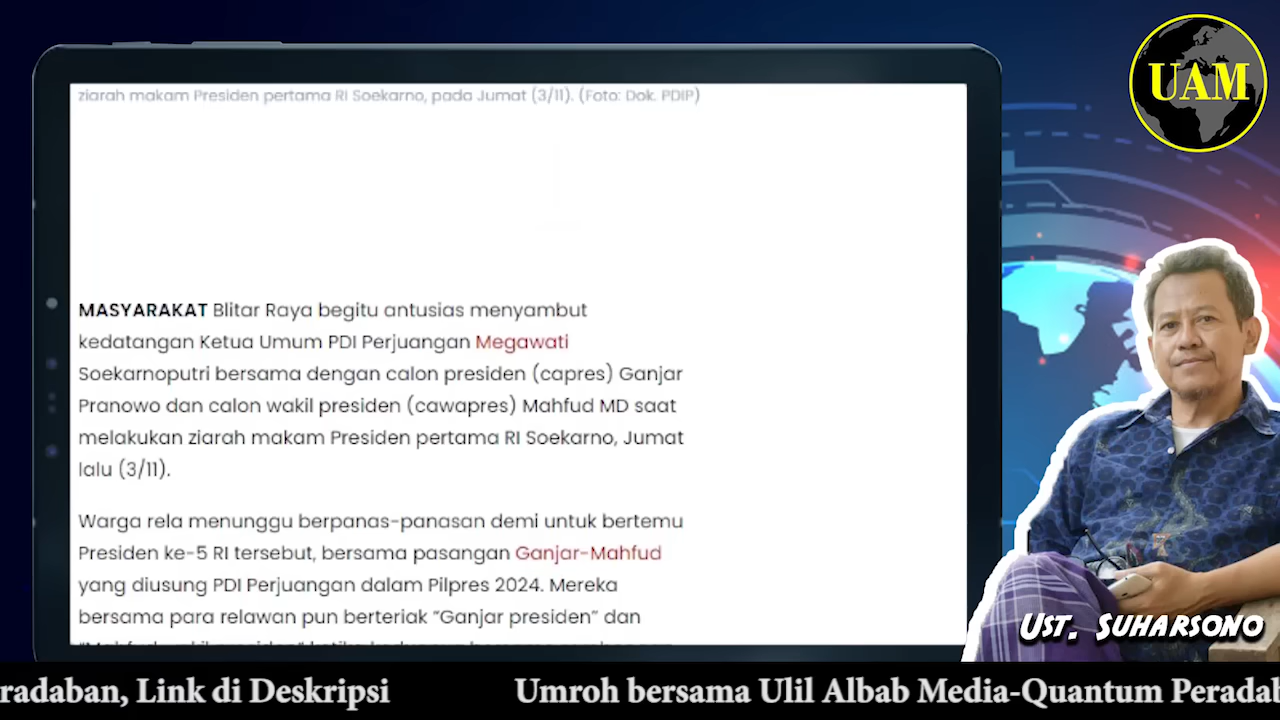 ziarah makam Presiden pertama RI Soekarno, pada Jumat (3/11). (Foto: Dok. PDIP)
UAM
MASYARAKAT Blitar Raya begitu antusias menyambut
kedatangan Ketua Umum PDI Perjuangan Megawati
Soekarnoputri bersama dengan calon presiden (capres) Ganjar
Pranowo dan calon wakil presiden (cawapres) Mahfud MD saat
melakukan ziarah makam Presiden pertama RI Soekarno, Jumat
lalu (3/11).
Warga rela menunggu berpanas-panasan demi untuk bertemu
Presiden ke-5 RI tersebut, bersama pasangan Ganjar-Mahfud
yang diusung PDI Perjuangan dalam Pilpres 2024. Mereka
bersama para relawan pun berteriak “Ganjar presiden” dan
UST. SUHARSONO
radaban, Link di Deskripsi
Umroh bersama Ulil Albab Media-Quantum Peradab